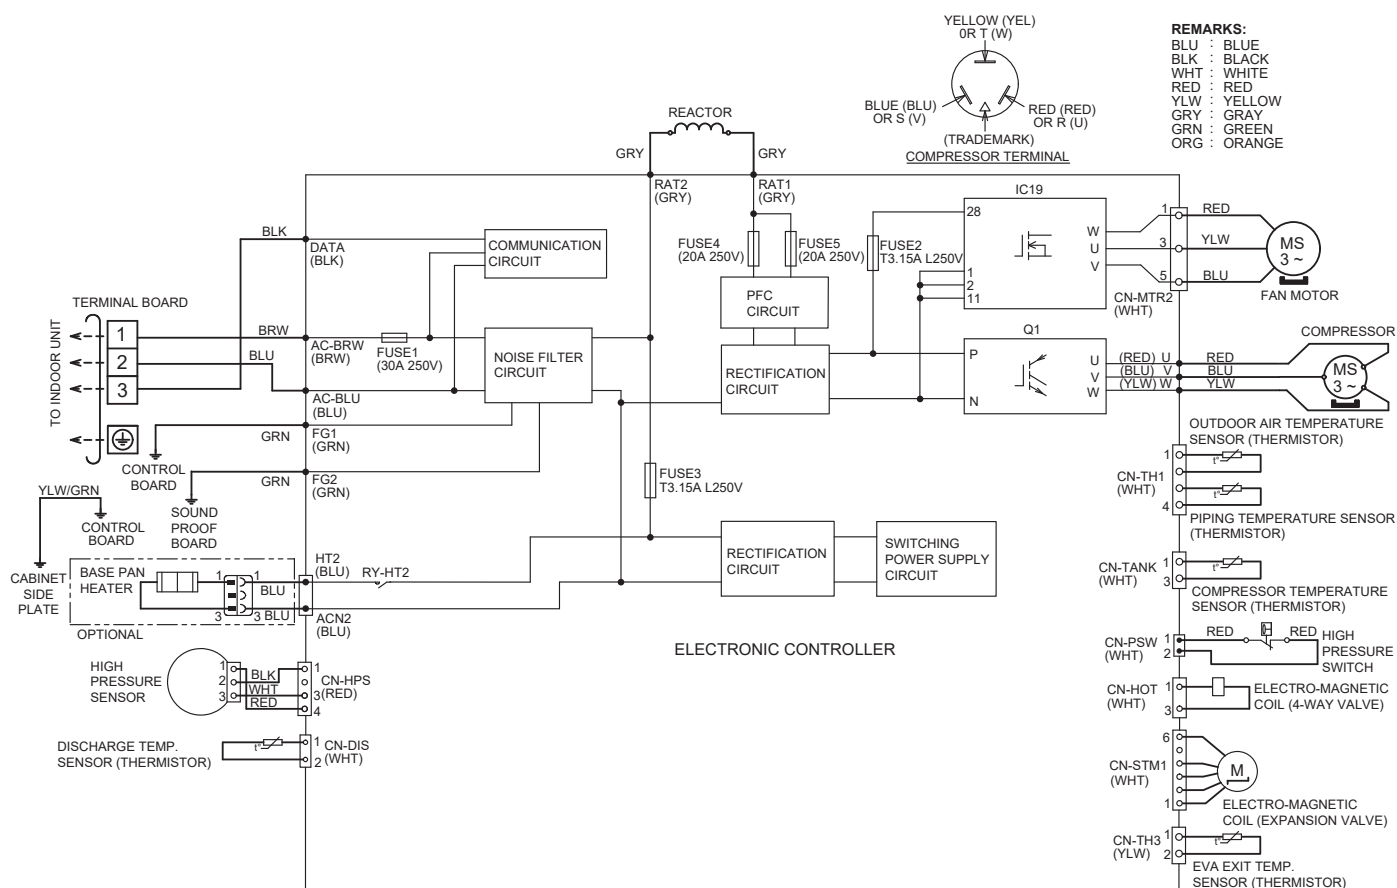 YELLOW (YEL)
0R T (W)
BLUE (BLU)
OR S (V)
RED (RED)
OR R (U)
(TRADEMARK)
COMPRESSOR TERMINAL
REMARKS:
BLU : BLUE
BLK : BLACK
WHT : WHITE
RED : RED
YLW : YELLOW
GRY : GRAY
GRN : GREEN
ORG : ORANGE
REACTOR
GRY
GRY
RAT2
(GRY)
RAT1
(GRY)
IC19
28
1
2
11
W
U
V
1
3
5
RED
YLW
BLU
MS
3 ~
FAN MOTOR
CN-MTR2
(WHT)
BLK
DATA
(BLK)
COMMUNICATION
CIRCUIT
FUSE4
(20A 250V)
FUSE5
(20A 250V)
FUSE2
T3.15A L250V
PFC
CIRCUIT
TERMINAL BOARD
TO INDOOR UNIT
1
2
3
BRW
BLU
AC-BRW
(BRW)
FUSE1
(30A 250V)
NOISE FILTER
CIRCUIT
AC-BLU
(BLU)
RECTIFICATION
CIRCUIT
Q1
P
N
U
V
W
(RED) U
(BLU) V
(YLW) W
RED
BLU
YLW
COMPRESSOR
MS
3 ~
GRN
FG1
(GRN)
CONTROL
BOARD
GRN
FG2
(GRN)
SOUND
PROOF
BOARD
YLW/GRN
CONTROL
BOARD
CABINET
SIDE
PLATE
FUSE3
T3.15A L250V
OUTDOOR AIR TEMPERATURE
SENSOR (THERMISTOR)
CN-TH1
(WHT)
1
4
t°
t°
PIPING TEMPERATURE SENSOR
(THERMISTOR)
BASE PAN
HEATER
1
1
BLU
3
3
BLU
OPTIONAL
HT2
(BLU)
RY-HT2
ACN2
(BLU)
RECTIFICATION
CIRCUIT
SWITCHING
POWER SUPPLY
CIRCUIT
CN-TANK
(WHT)
1
3
t°
COMPRESSOR TEMPERATURE
SENSOR (THERMISTOR)
ELECTRONIC CONTROLLER
CN-PSW
(WHT)
1
2
RED
RED
HIGH
PRESSURE
SWITCH
HIGH
PRESSURE
SENSOR
1
2
3
BLK
WHT
RED
1
3
4
CN-HPS
(RED)
CN-HOT
(WHT)
1
3
ELECTRO-MAGNETIC
COIL (4-WAY VALVE)
DISCHARGE TEMP.
SENSOR (THERMISTOR)
t°
1
2
CN-DIS
(WHT)
CN-STM1
(WHT)
6
1
M
ELECTRO-MAGNETIC
COIL (EXPANSION VALVE)
CN-TH3
(YLW)
1
2
t°
EVA EXIT TEMP.
SENSOR (THERMISTOR)